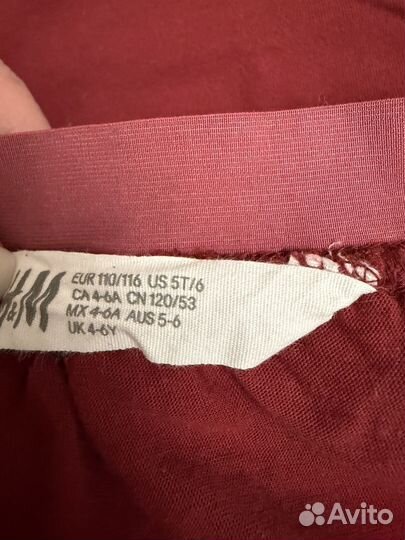 H&M
EUR 110/116 US 5T/6
CA 4-6A CN 120/53
MX 4-6A AUS 5-6
UK 4-6Y
Avito